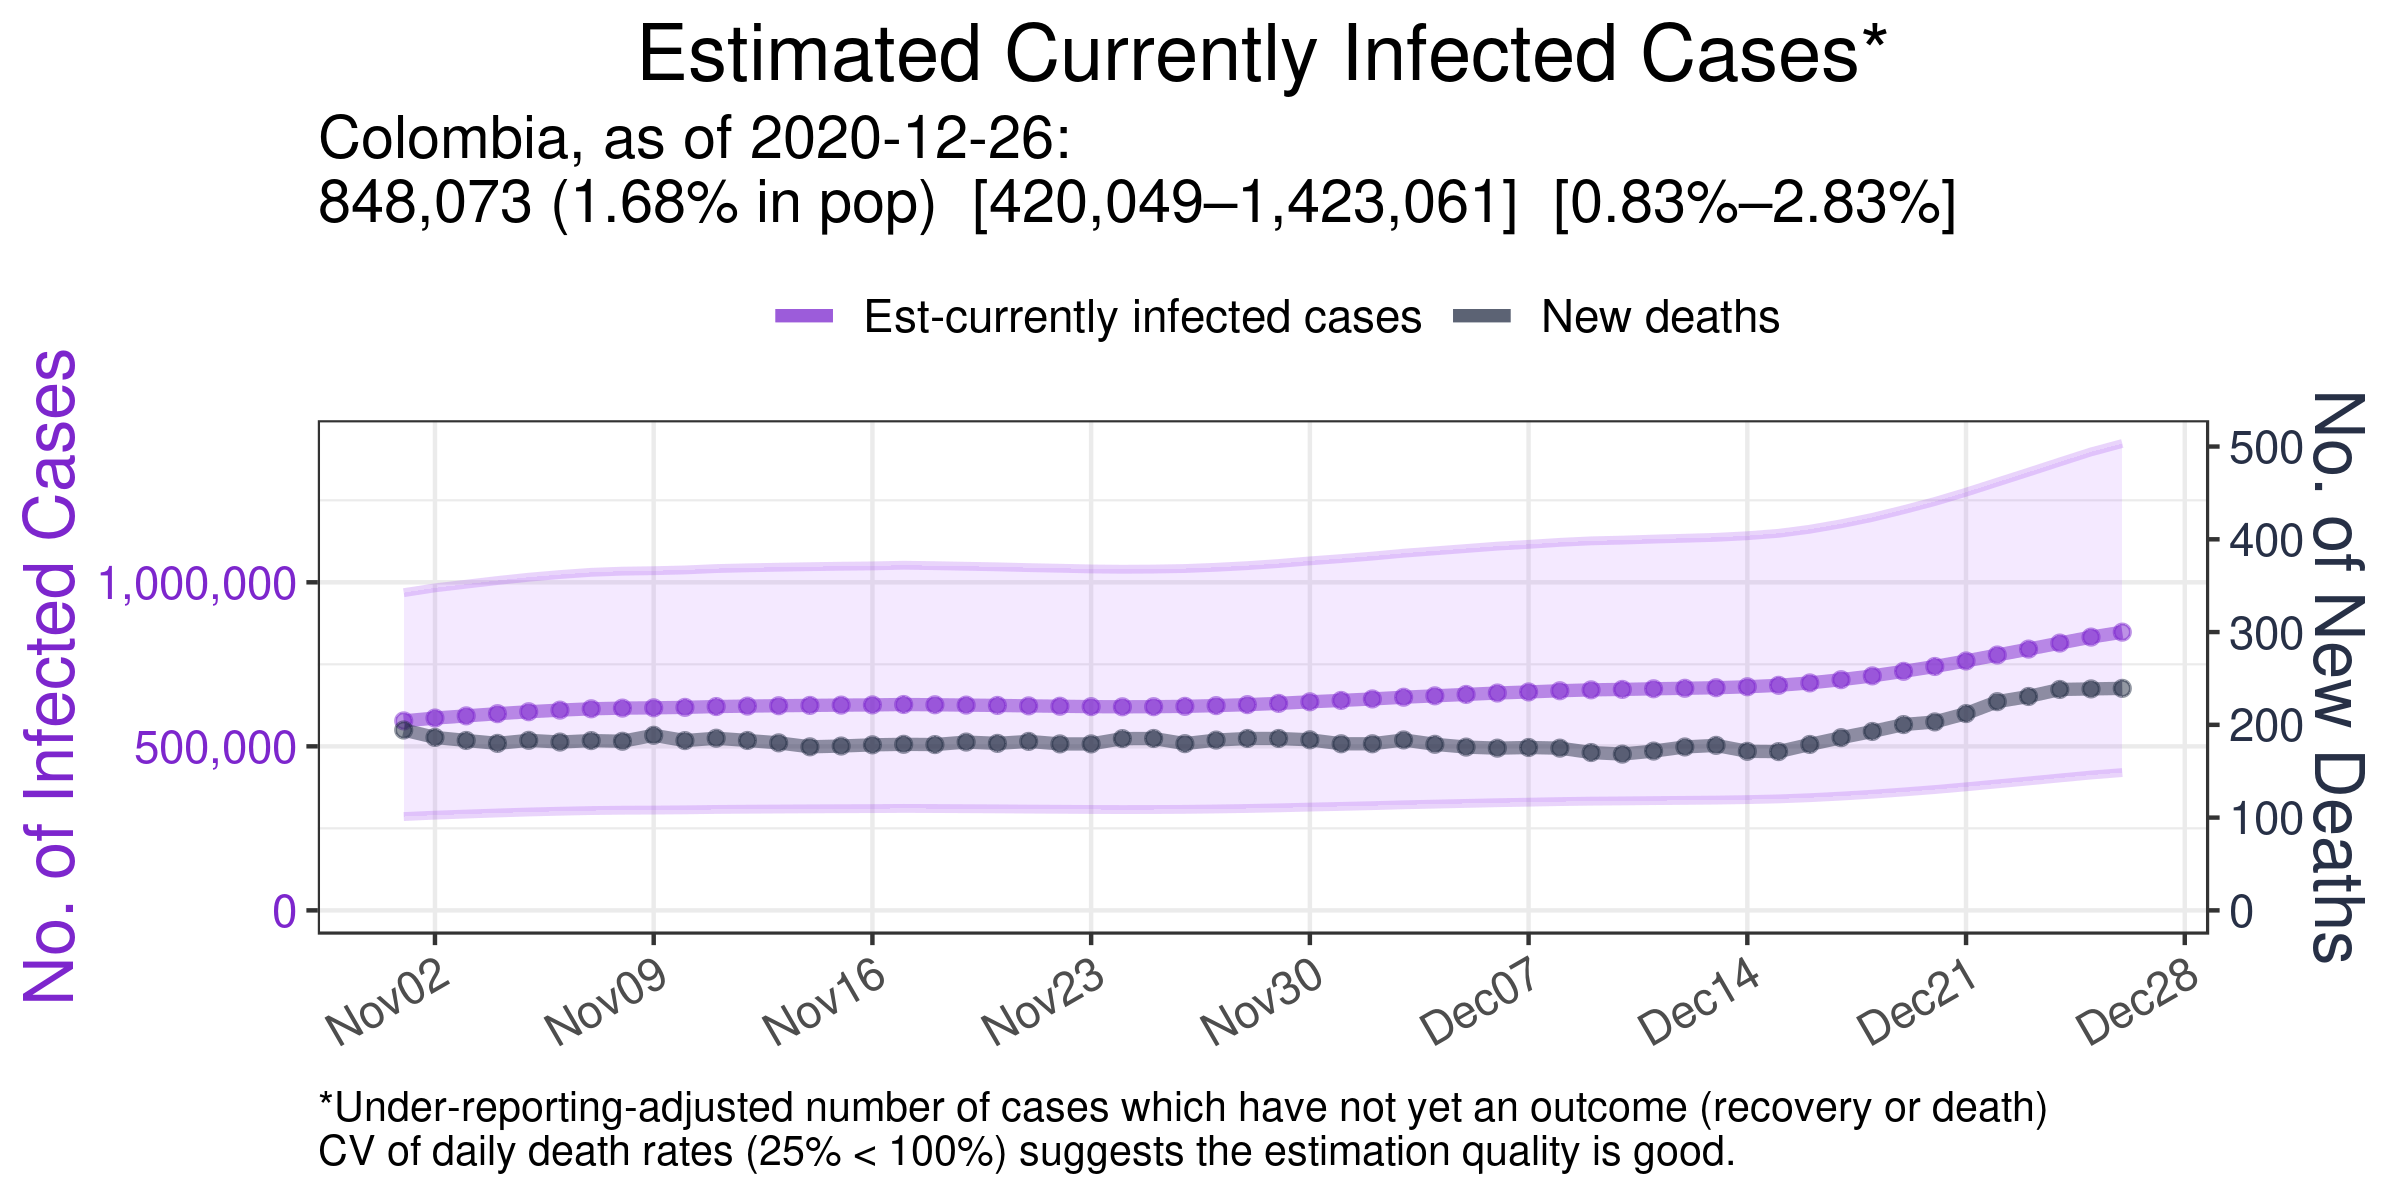 Estimated Currently Infected Cases*
Colombia, as of 2020-12-26:
848,073 (1.68% in pop)  [420,049–1,423,061]  [0.83%–2.83%]
Est-currently infected cases
New deaths
No. of Infected Cases
1,000,000
500,000
0
500
400
300
200
100
0
No. of New Deaths
Nov02
Nov09
Nov16
Nov23
Nov30
Dec07
Dec14
Dec21
Dec28
*Under-reporting-adjusted number of cases which have not yet an outcome (recovery or death)
CV of daily death rates (25% < 100%) suggests the estimation quality is good.